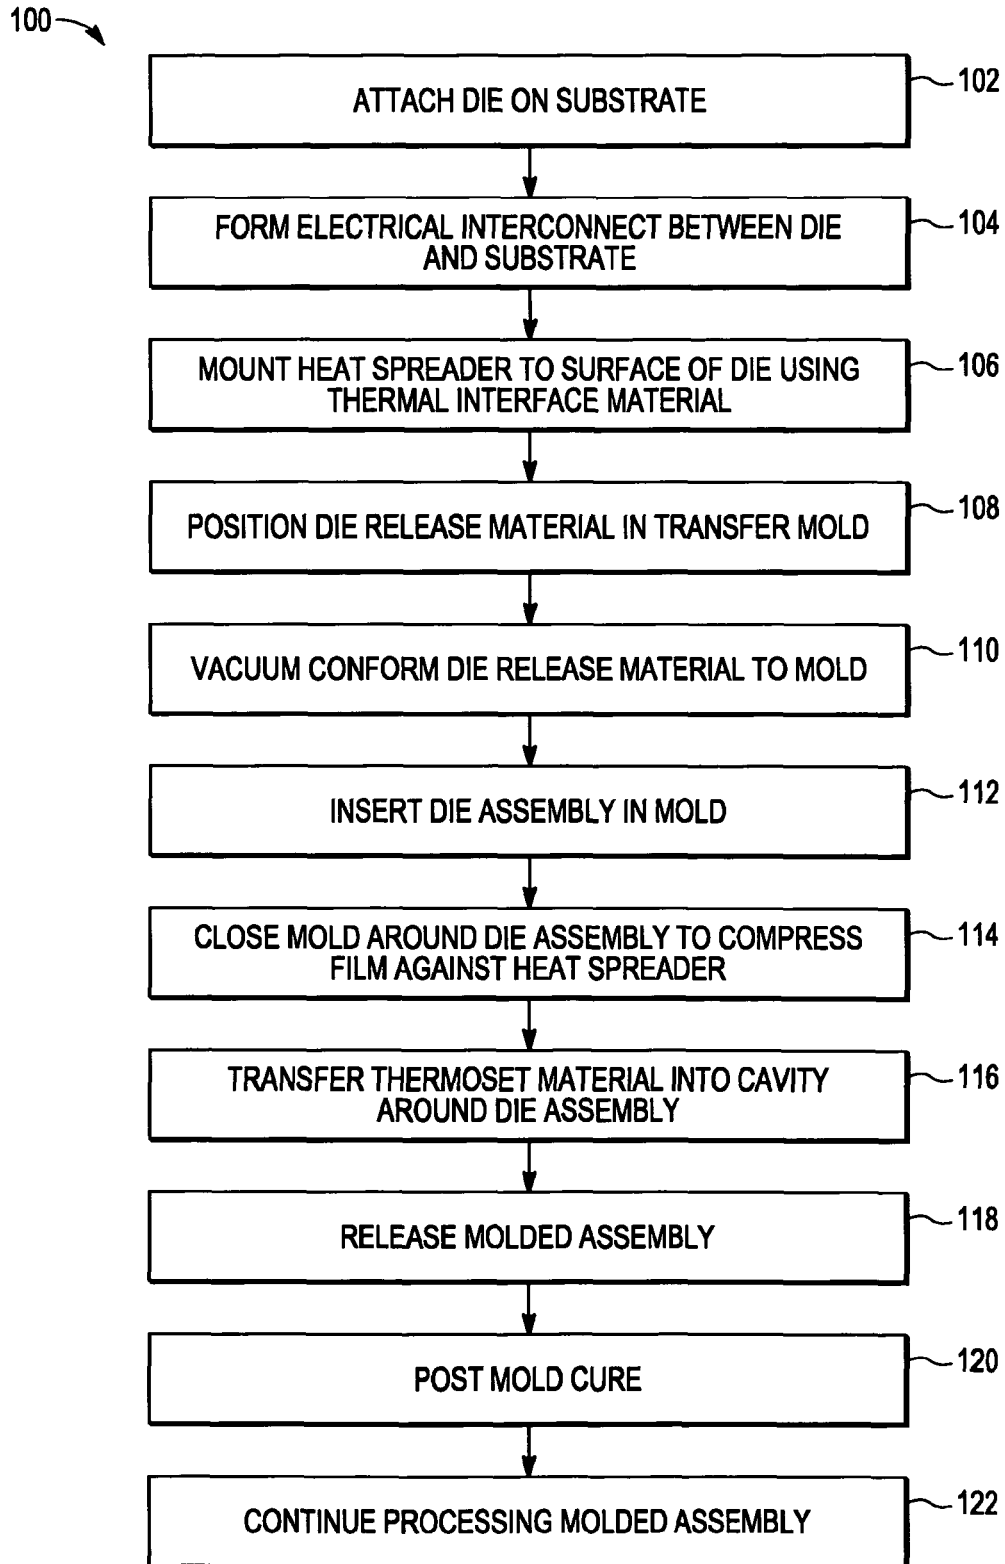 100
ATTACH DIE ON SUBSTRATE
102
FORM ELECTRICAL INTERCONNECT BETWEEN DIE
AND SUBSTRATE
104
MOUNT HEAT SPREADER TO SURFACE OF DIE USING
THERMAL INTERFACE MATERIAL
106
POSITION DIE RELEASE MATERIAL IN TRANSFER MOLD
108
VACUUM CONFORM DIE RELEASE MATERIAL TO MOLD
110
INSERT DIE ASSEMBLY IN MOLD
112
CLOSE MOLD AROUND DIE ASSEMBLY TO COMPRESS
FILM AGAINST HEAT SPREADER
114
TRANSFER THERMOSET MATERIAL INTO CAVITY
AROUND DIE ASSEMBLY
116
RELEASE MOLDED ASSEMBLY
118
POST MOLD CURE
120
CONTINUE PROCESSING MOLDED ASSEMBLY
122